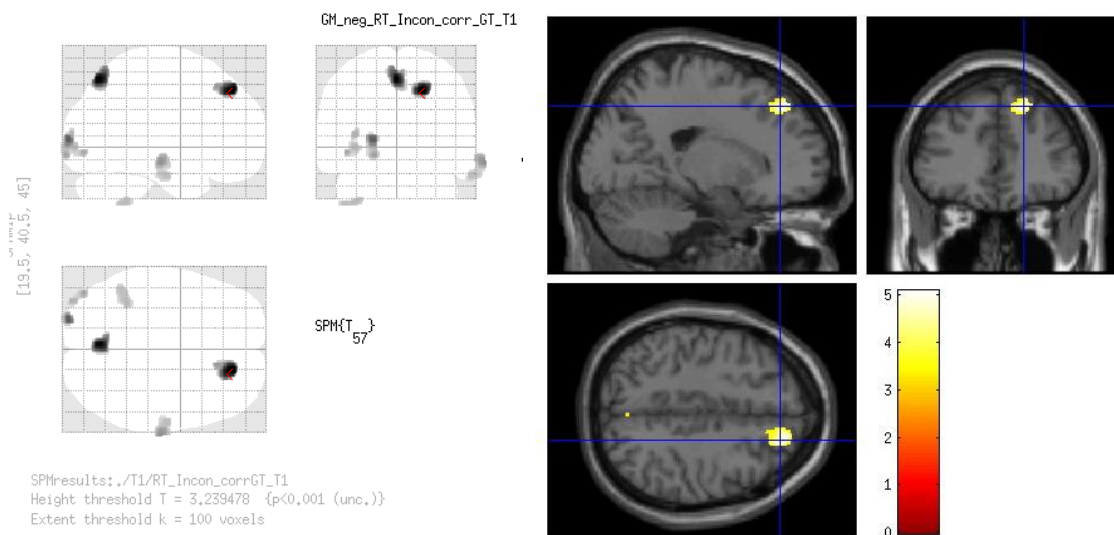 GM_neg_RT_Incon_corr_GT_T1
[19.5, 40.5, 45]
SPM{T }
57
SPMresults:./T1/RT_Incon_corrGT_T1
Height threshold T = 3.239478 {p<0.001 (unc.)}
Extent threshold k = 100 voxels
5
4
3
2
1
0